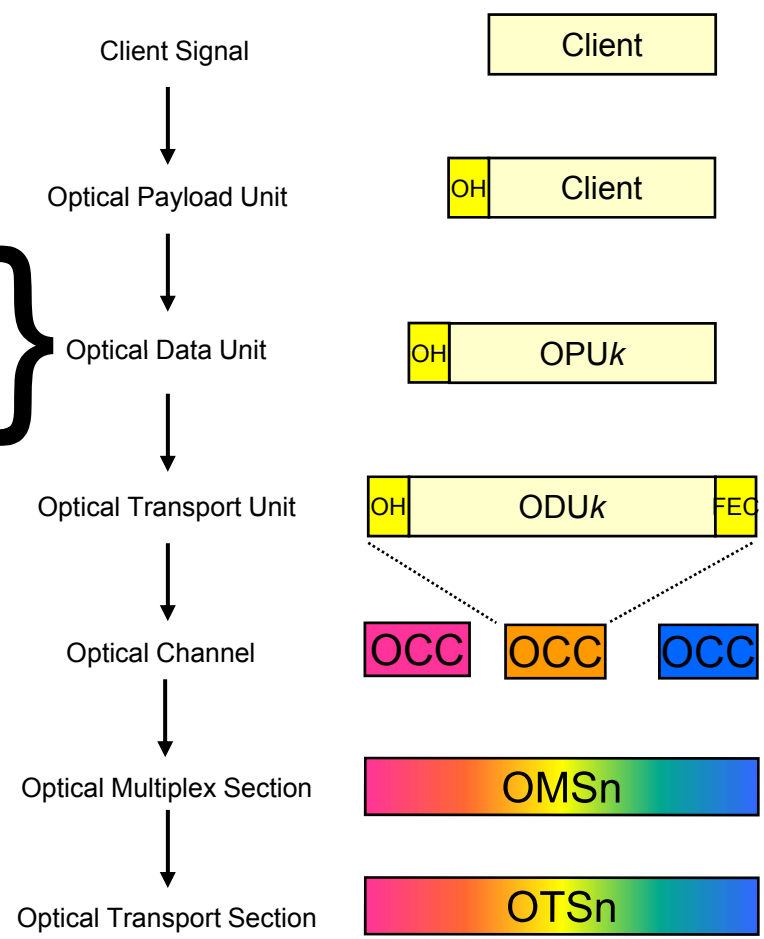 Client Signal
Client
Optical Payload Unit
OH
Client
Optical Data Unit
OH
OPUk
Optical Transport Unit
OH
ODUk
FEC
Optical Channel
OCC
OCC
OCC
Optical Multiplex Section
OMSn
Optical Transport Section
OTSn